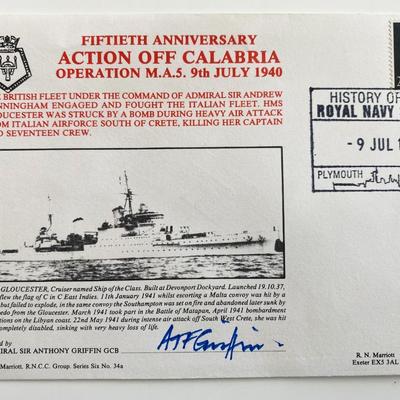 FIFTIETH ANNIVERSARY
ACTION OFF CALABRIA
OPERATION M.A.5. 9th JULY 1940
BRITISH FLEET UNDER THE COMMAND OF ADMIRAL SIR ANDREW
NNINGHAM ENGAGED AND FOUGHT THE ITALIAN FLEET. HMS
OUCESTER WAS STRUCK BY A BOMB DURING HEAVY AIR ATTACK
OM ITALIAN AIRFORCE SOUTH OF CRETE, KILLING HER CAPTAIN
D SEVENTEEN CREW.
HISTORY OF
ROYAL NAVY
- 9 JUL 1
PLYMOUTH
GLOUCESTER, Cruiser named Ship of the Class. Built at Devonport Dockyard. Launched 19.10.37,
flew the flag of C in C East Indies. 11th January 1941 whilst escorting a Malta convoy was hit by a
but failed to explode, in the same convoy the Southampton was set on fire and abandoned later sunk by
edo from the Gloucester. March 1941 took part in the Battle of Matapan, April 1941 bombardment
tions on the Libyan coast. 22nd May 1941 during intense air attack off South West Crete, she was hit
completely disabled, sinking with very heavy loss of life.
ed by
IRAL SIR ANTHONY GRIFFIN GCB
Marriott. R.N.C.C. Group. Series Six No. 34a
ATF Griffin
R. N. Marriott
Exeter EX5 3AL